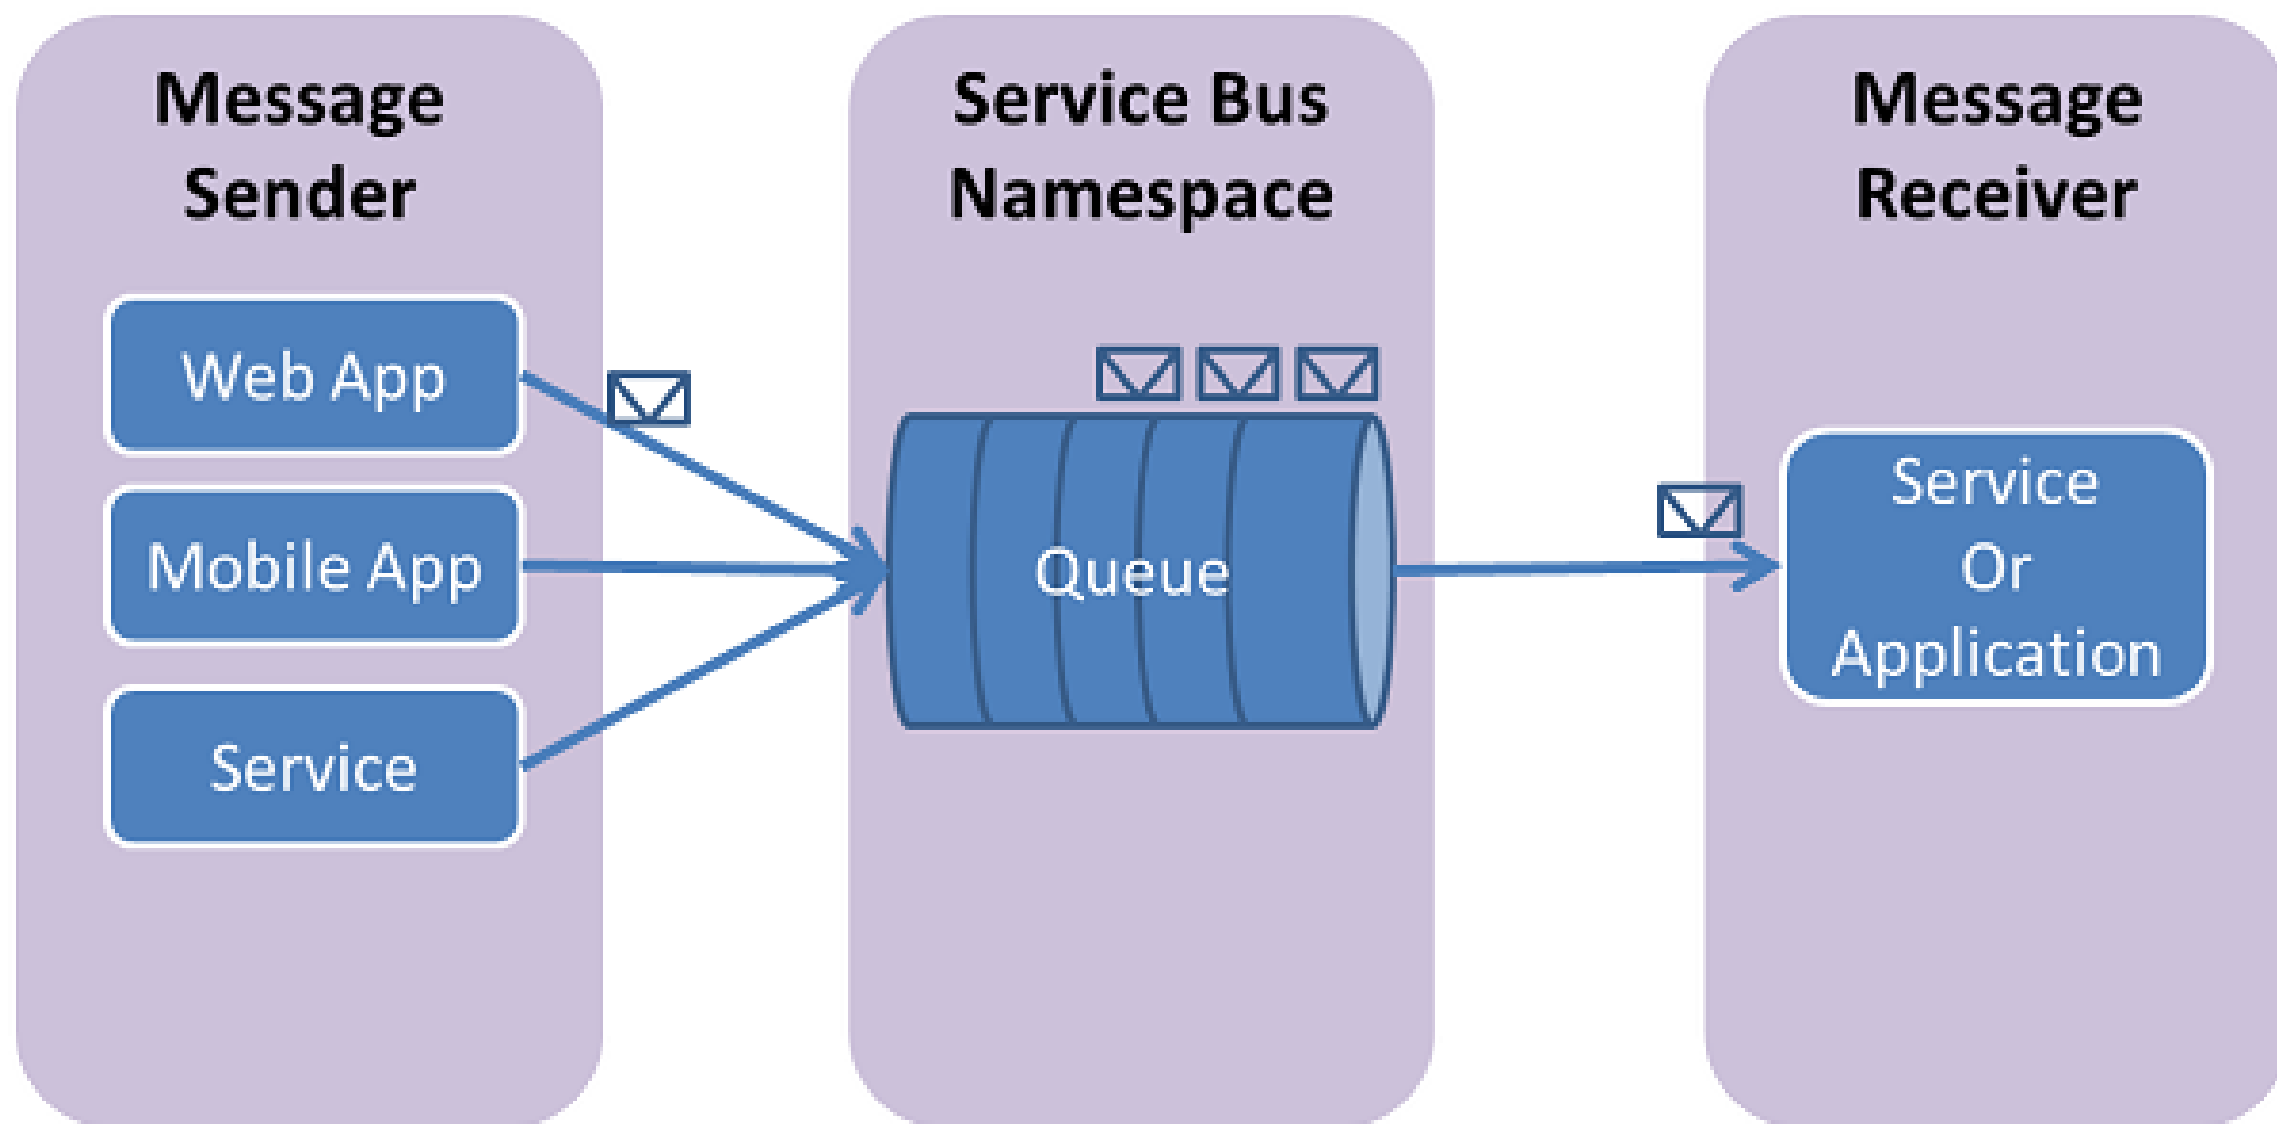 Message
Sender
Web App
Mobile App
Service
Service Bus
Namespace
Queue
Message
Receiver
Service
Or
Application